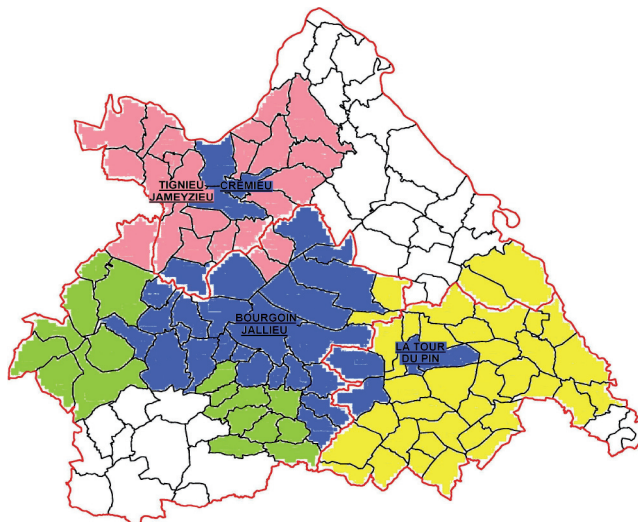 TIGNIEU
JAMEYZIEU
CRÉMIEU
BOURGOIN
JALLIEU
LA TOUR
DU PIN